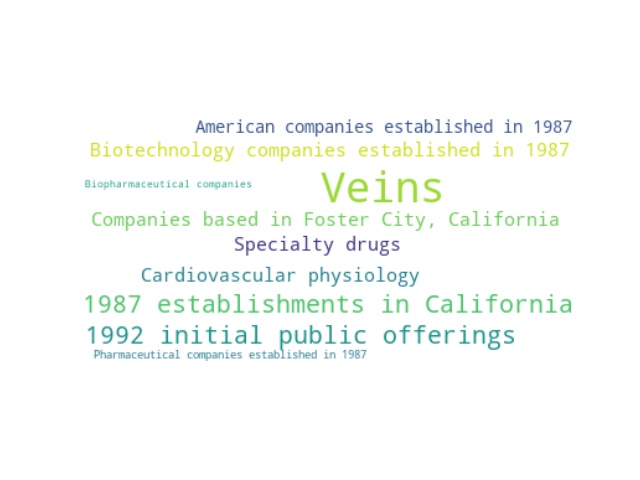 American companies established in 1987
Biotechnology companies established in 1987
Biopharmaceutical companies
Veins
Companies based in Foster City, California
Specialty drugs
Cardiovascular physiology
1987 establishments in California
1992 initial public offerings
Pharmaceutical companies established in 1987